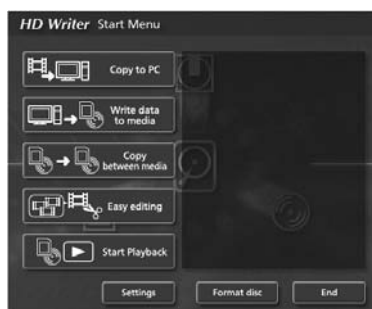 HD Writer Start Menu
Copy to PC
Write data
to media
Copy
between media
Easy editing
Start Playback
Settings
Format disc
End